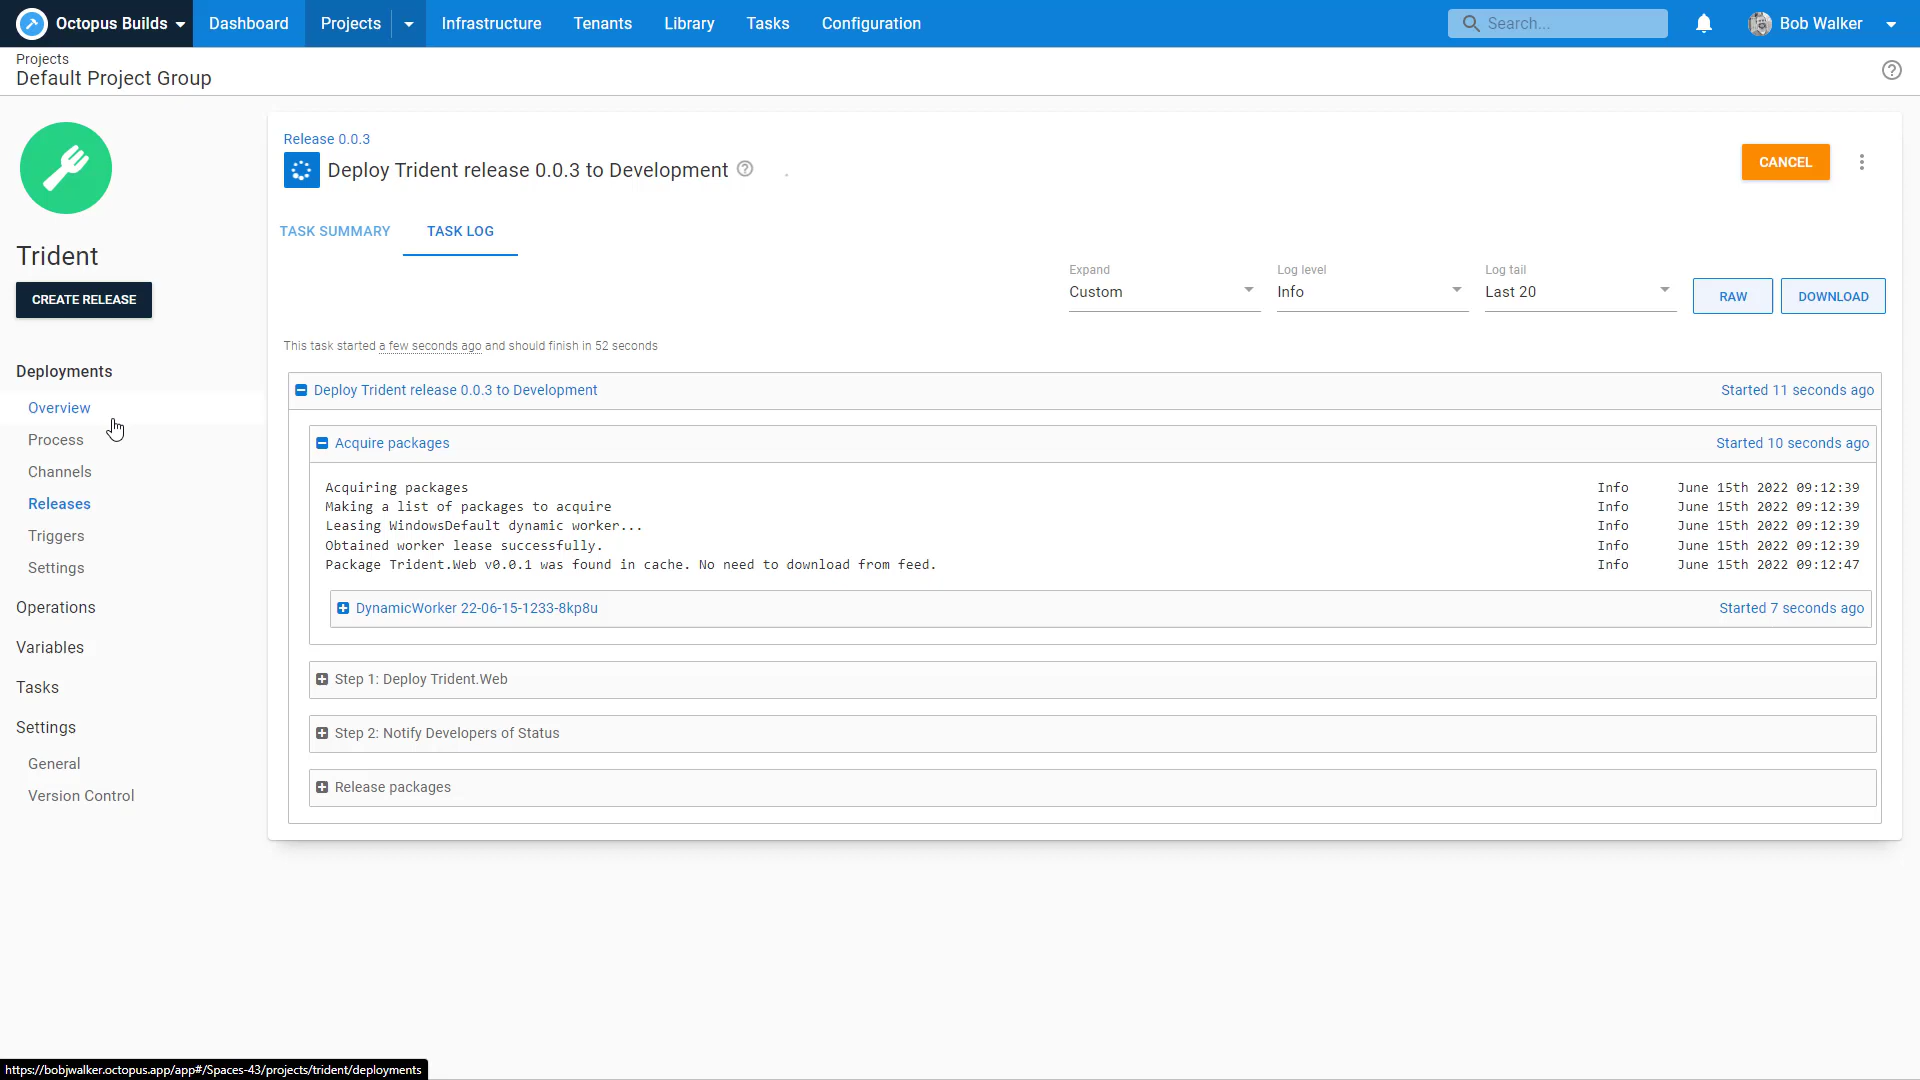 Octopus Builds
Dashboard
Projects
Infrastructure
Tenants
Library
Tasks
Configuration
Search...
Bob Walker
Projects
Default Project Group
Trident
CREATE RELEASE
Deployments
Overview
Process
Channels
Releases
Triggers
Settings
Operations
Variables
Tasks
Settings
General
Version Control
Release 0.0.3
Deploy Trident release 0.0.3 to Development
CANCEL
TASK SUMMARY
TASK LOG
Expand
Custom
Log level
Info
Log tail
Last 20
RAW
DOWNLOAD
This task started a few seconds ago and should finish in 52 seconds
Deploy Trident release 0.0.3 to Development Started 11 seconds ago
Acquire packages Started 10 seconds ago
Acquiring packages Info June 15th 2022 09:12:39
Making a list of packages to acquire Info June 15th 2022 09:12:39
Leasing WindowsDefault dynamic worker... Info June 15th 2022 09:12:39
Obtained worker lease successfully. Info June 15th 2022 09:12:39
Package Trident.Web v0.0.1 was found in cache. No need to download from feed. Info June 15th 2022 09:12:47
DynamicWorker 22-06-15-1233-8kp8u Started 7 seconds ago
Step 1: Deploy Trident.Web
Step 2: Notify Developers of Status
Release packages
https://bobjwalker.octopus.app/app#/Spaces-43/projects/trident/deployments